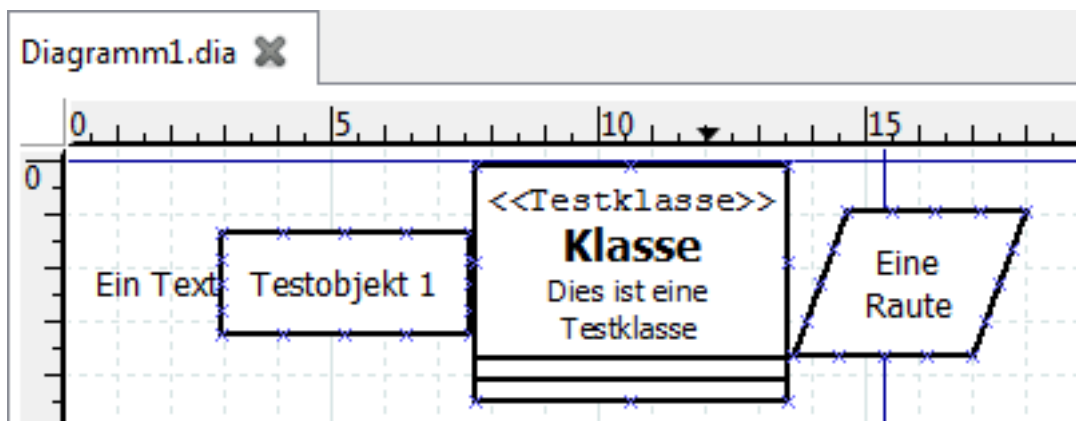 Diagramm1.dia
0 5 10 15
0
<<Testklasse>>
Klasse
Dies ist eine
Testklasse
Ein Text
Testobjekt 1
Eine
Raute